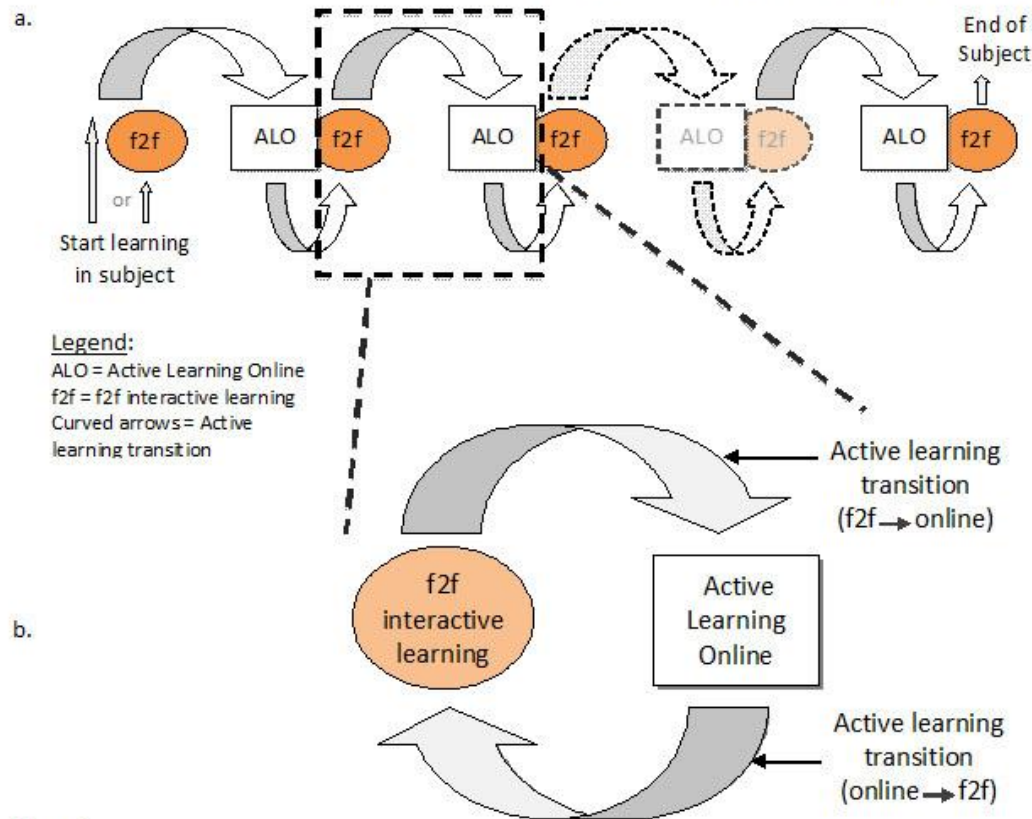 a.
End of
Subject
f2f
ALO
f2f
ALO
f2f
ALO
f2f
ALO
f2f
or
Start learning
in subject
Legend:
ALO = Active Learning Online
f2f = f2f interactive learning
Curved arrows = Active
learning transition
Active learning
transition
(f2f → online)
f2f
interactive
learning
Active
Learning
Online
b.
Active learning
transition
(online → f2f)